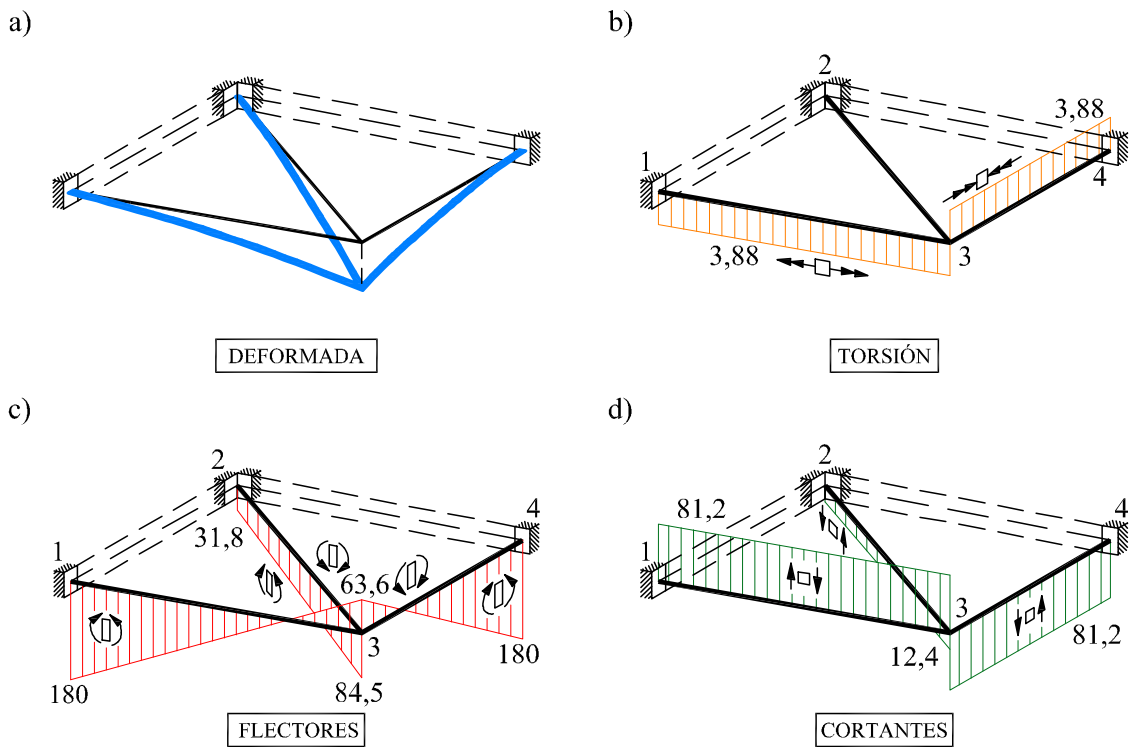 a)
DEFORMADA
b)
2
3,88
1
4
3,88
3
TORSIÓN
c)
2
4
31,8
1
63,6
3
180
180
84,5
FLECTORES
d)
2
4
81,2
1
3
81,2
12,4
CORTANTES